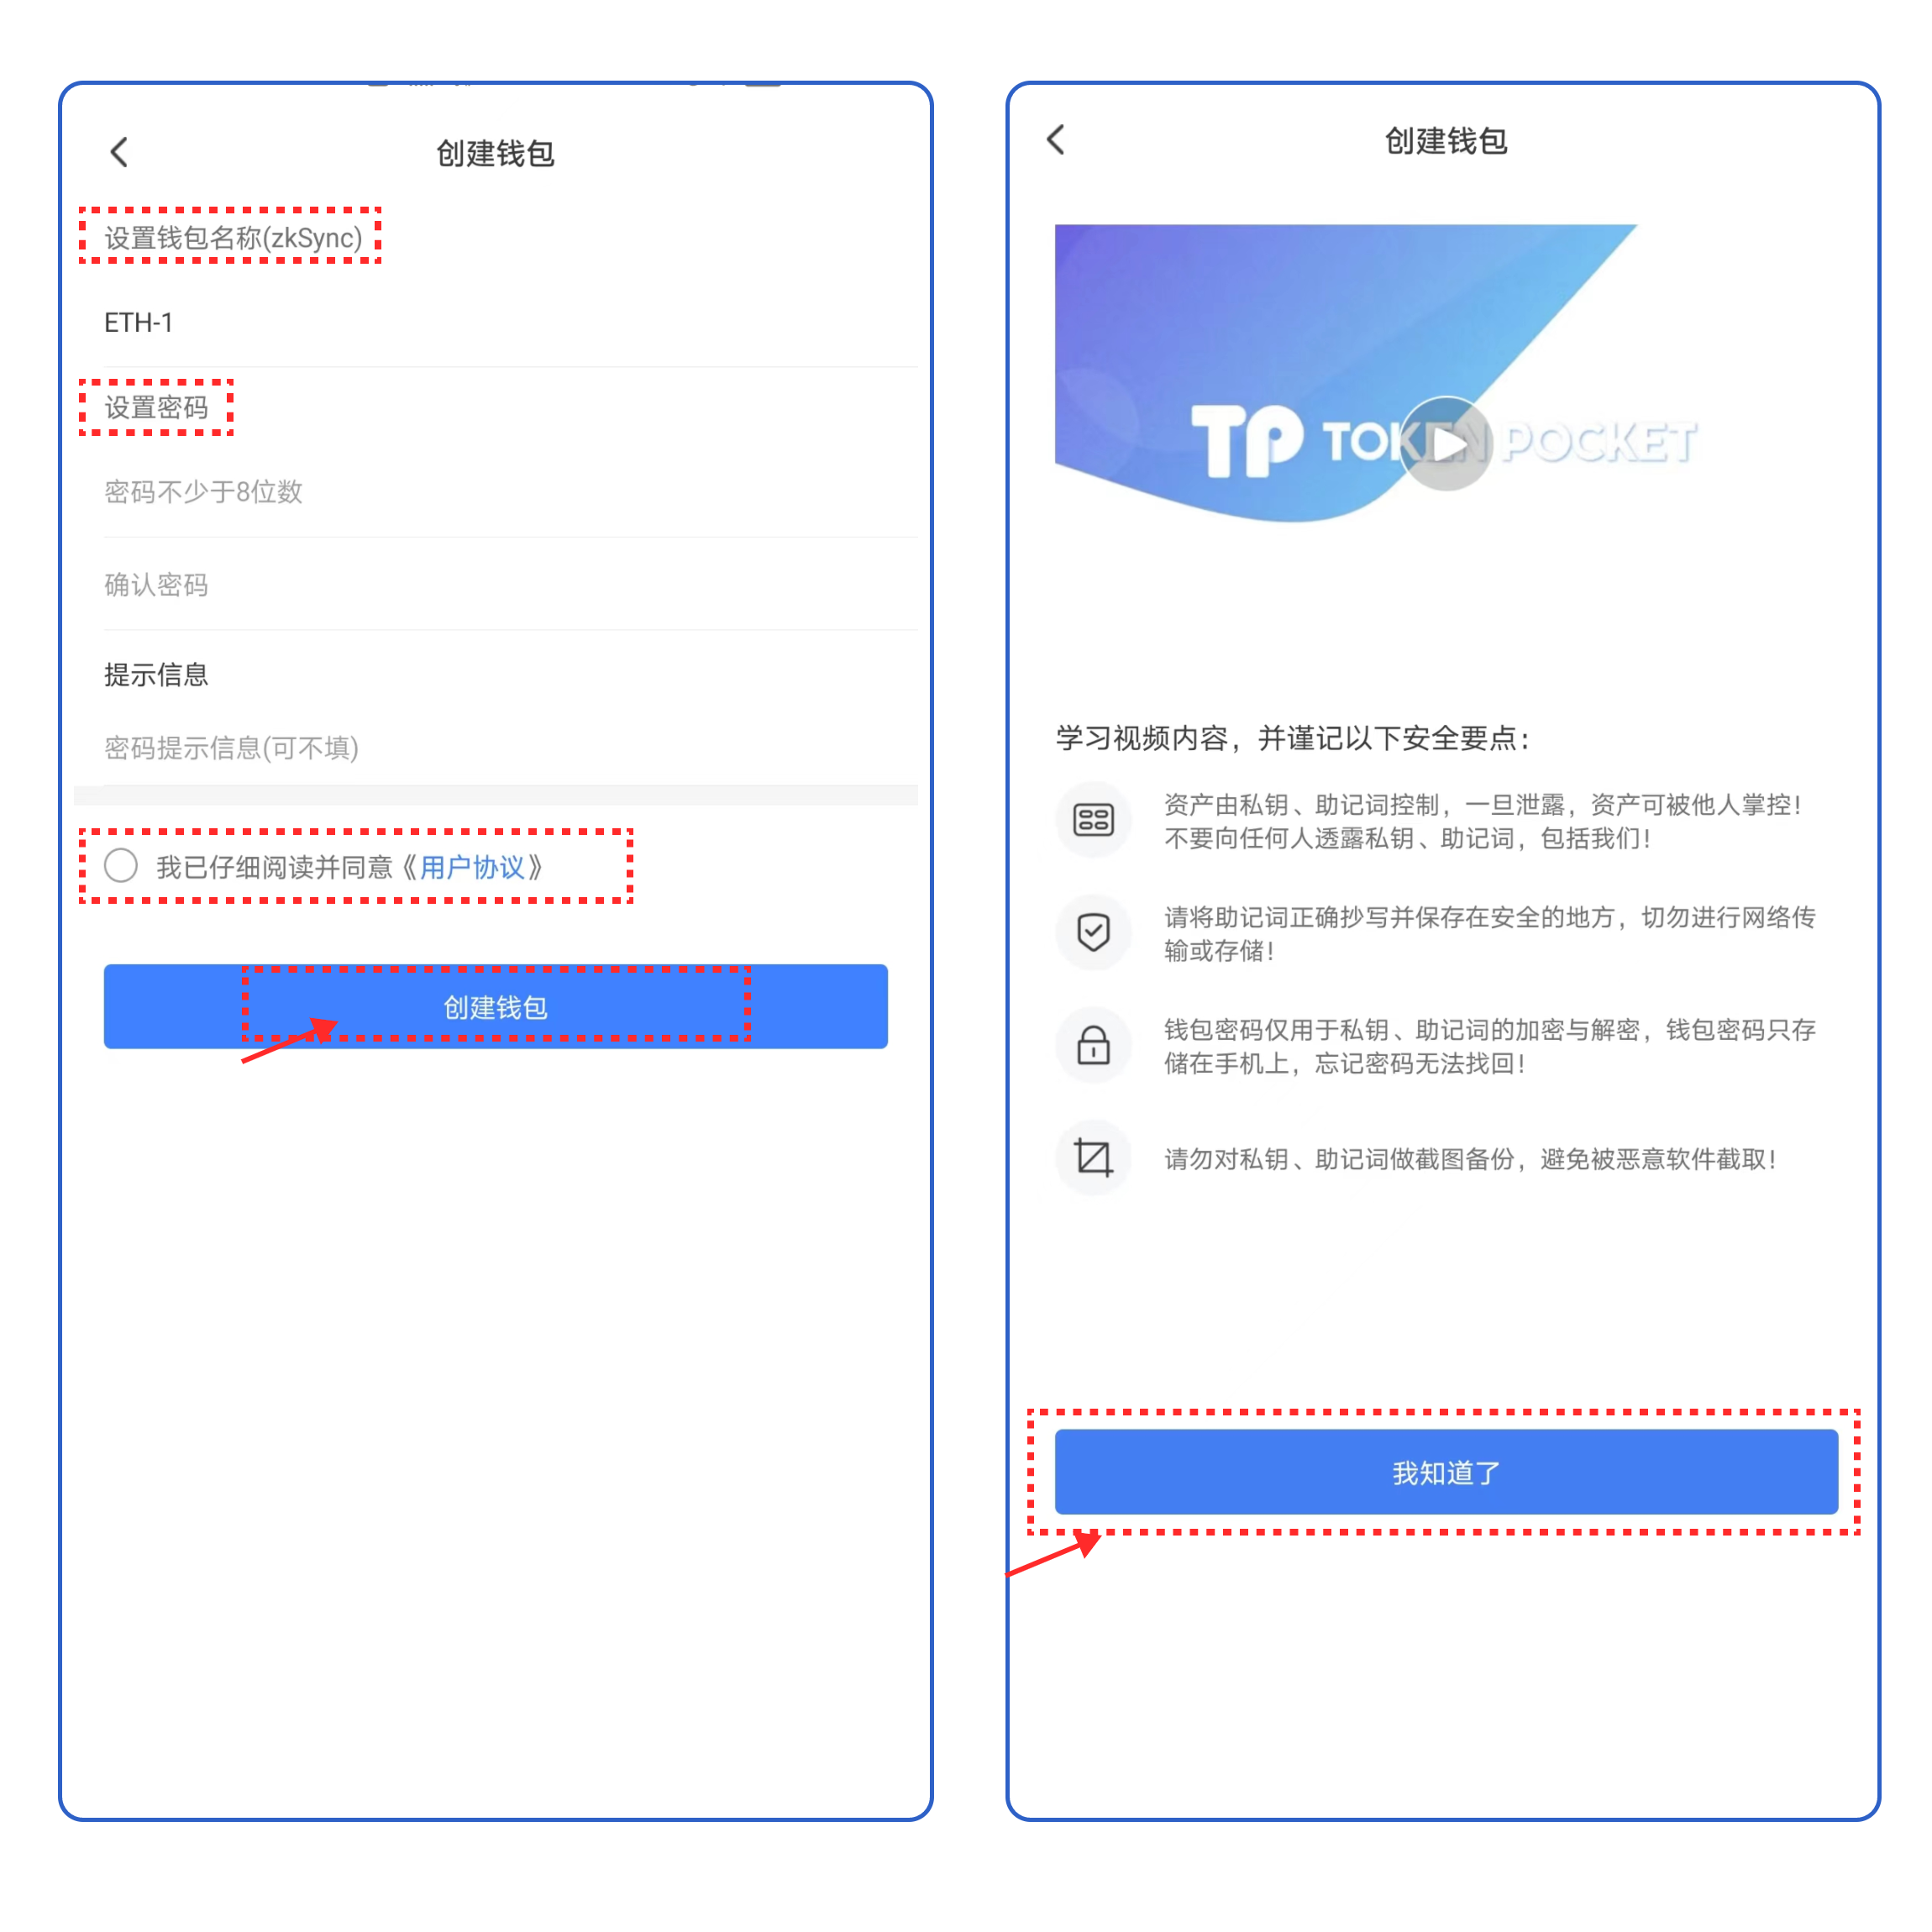 创建钱包
设置钱包名称(zkSync)
ETH-1
设置密码
密码不少于8位数
确认密码
提示信息
密码提示信息(可不填)
我已仔细阅读并同意《用户协议》
创建钱包
创建钱包
TP TOKEN POCKET
学习视频内容，并谨记以下安全要点：
资产由私钥、助记词控制，一旦泄露，资产可被他人掌控！
不要向任何人透露私钥、助记词，包括我们！
请将助记词正确抄写并保存在安全的地方，切勿进行网络传
输或存储！
钱包密码仅用于私钥、助记词的加密与解密，钱包密码只存
储在手机上，忘记密码无法找回！
请勿对私钥、助记词做截图备份，避免被恶意软件截取！
我知道了